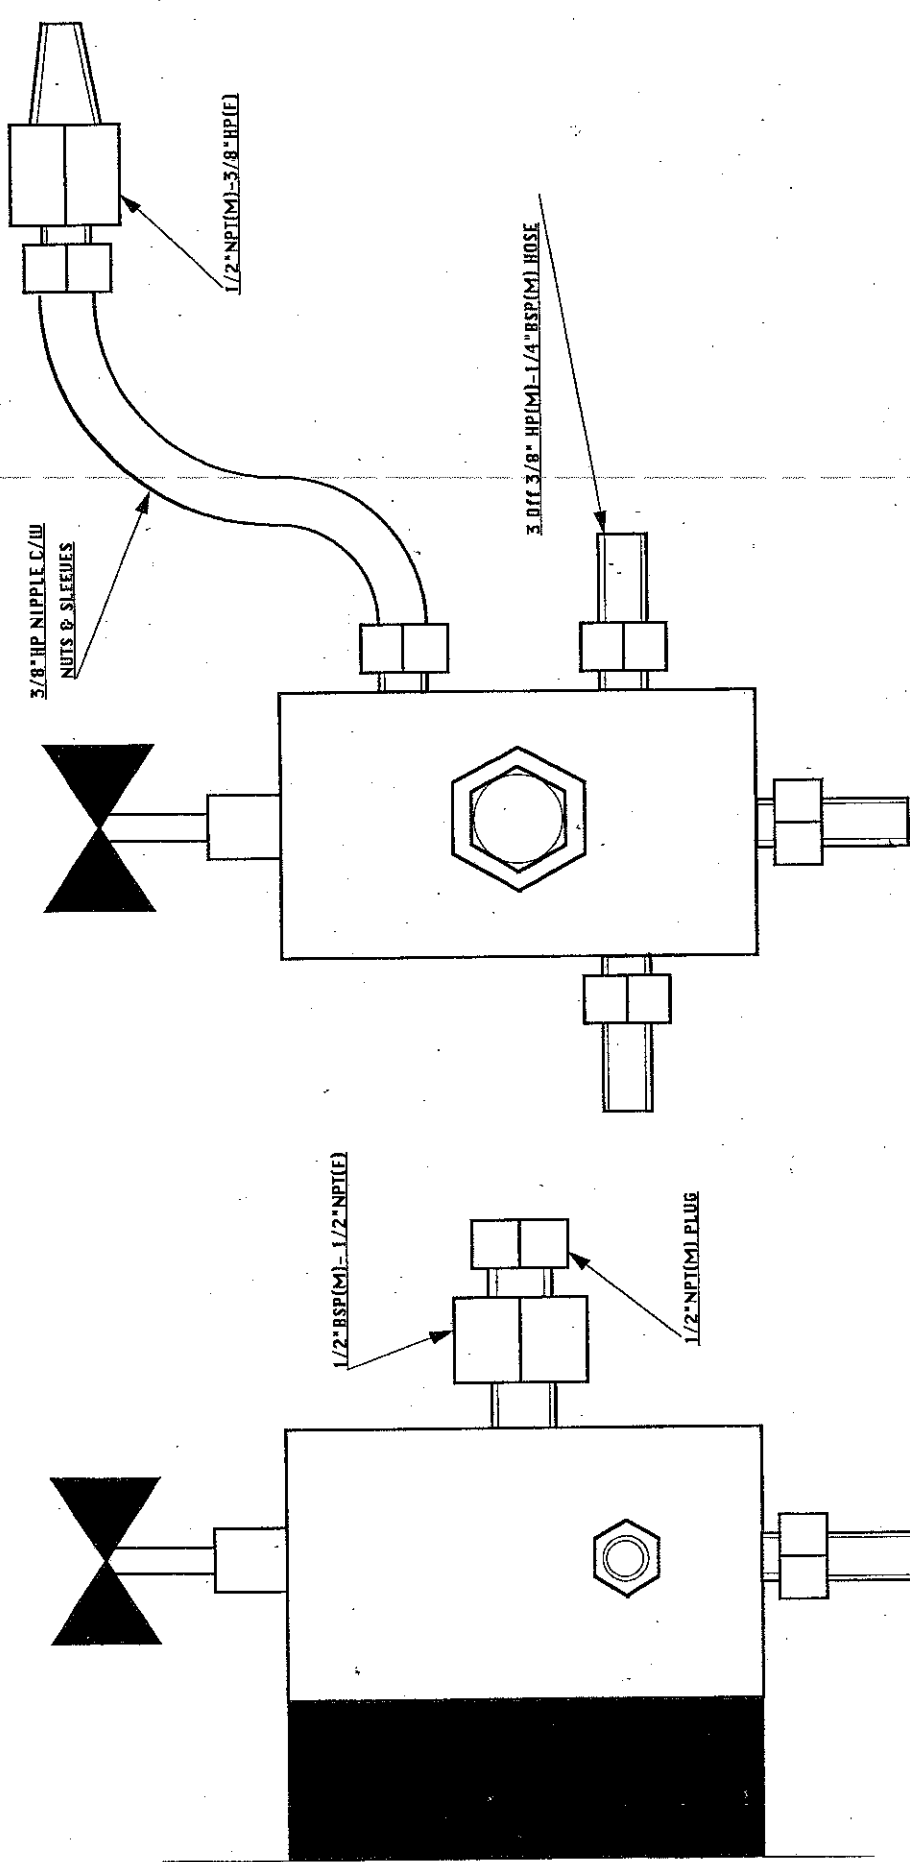 1/2"NPT(M)-3/8"HP(F)
3/8"HP NIPPLE C/W
NUTS & SLEEVES
3 Off 3/8" HP(M)-1/4"BSP(M) HOSE
1/2"BSP(M)- 1/2"NPT(F)
1/2"NPT(M) PLUG